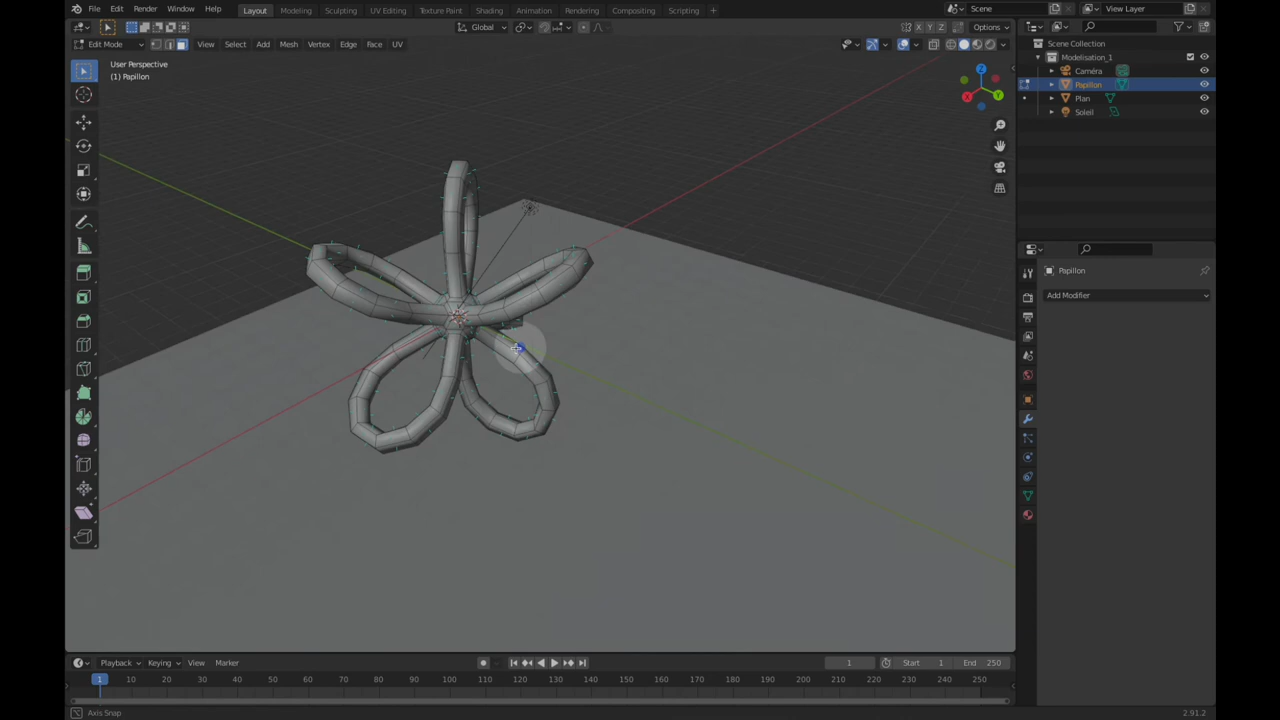 File Edit Render Window Help
Layout Modeling Sculpting UV Editing Texture Paint Shading Animation Rendering Compositing Scripting +
Scene
View Layer
Global
Options
Edit Mode View Select Add Mesh Vertex Edge Face UV
X Y Z
User Perspective
(1) Papillon
Z
X
Y
Scene Collection
Modelisation_1
Caméra
Papillon
Plan
Soleil
Papillon
Add Modifier
Playback Keying View Marker
1
Start 1
End 250
1 10 20 30 40 50 60 70 80 90 100 110 120 130 140 150 160 170 180 190 200 210 220 230 240 250
Axis Snap
2.91.2